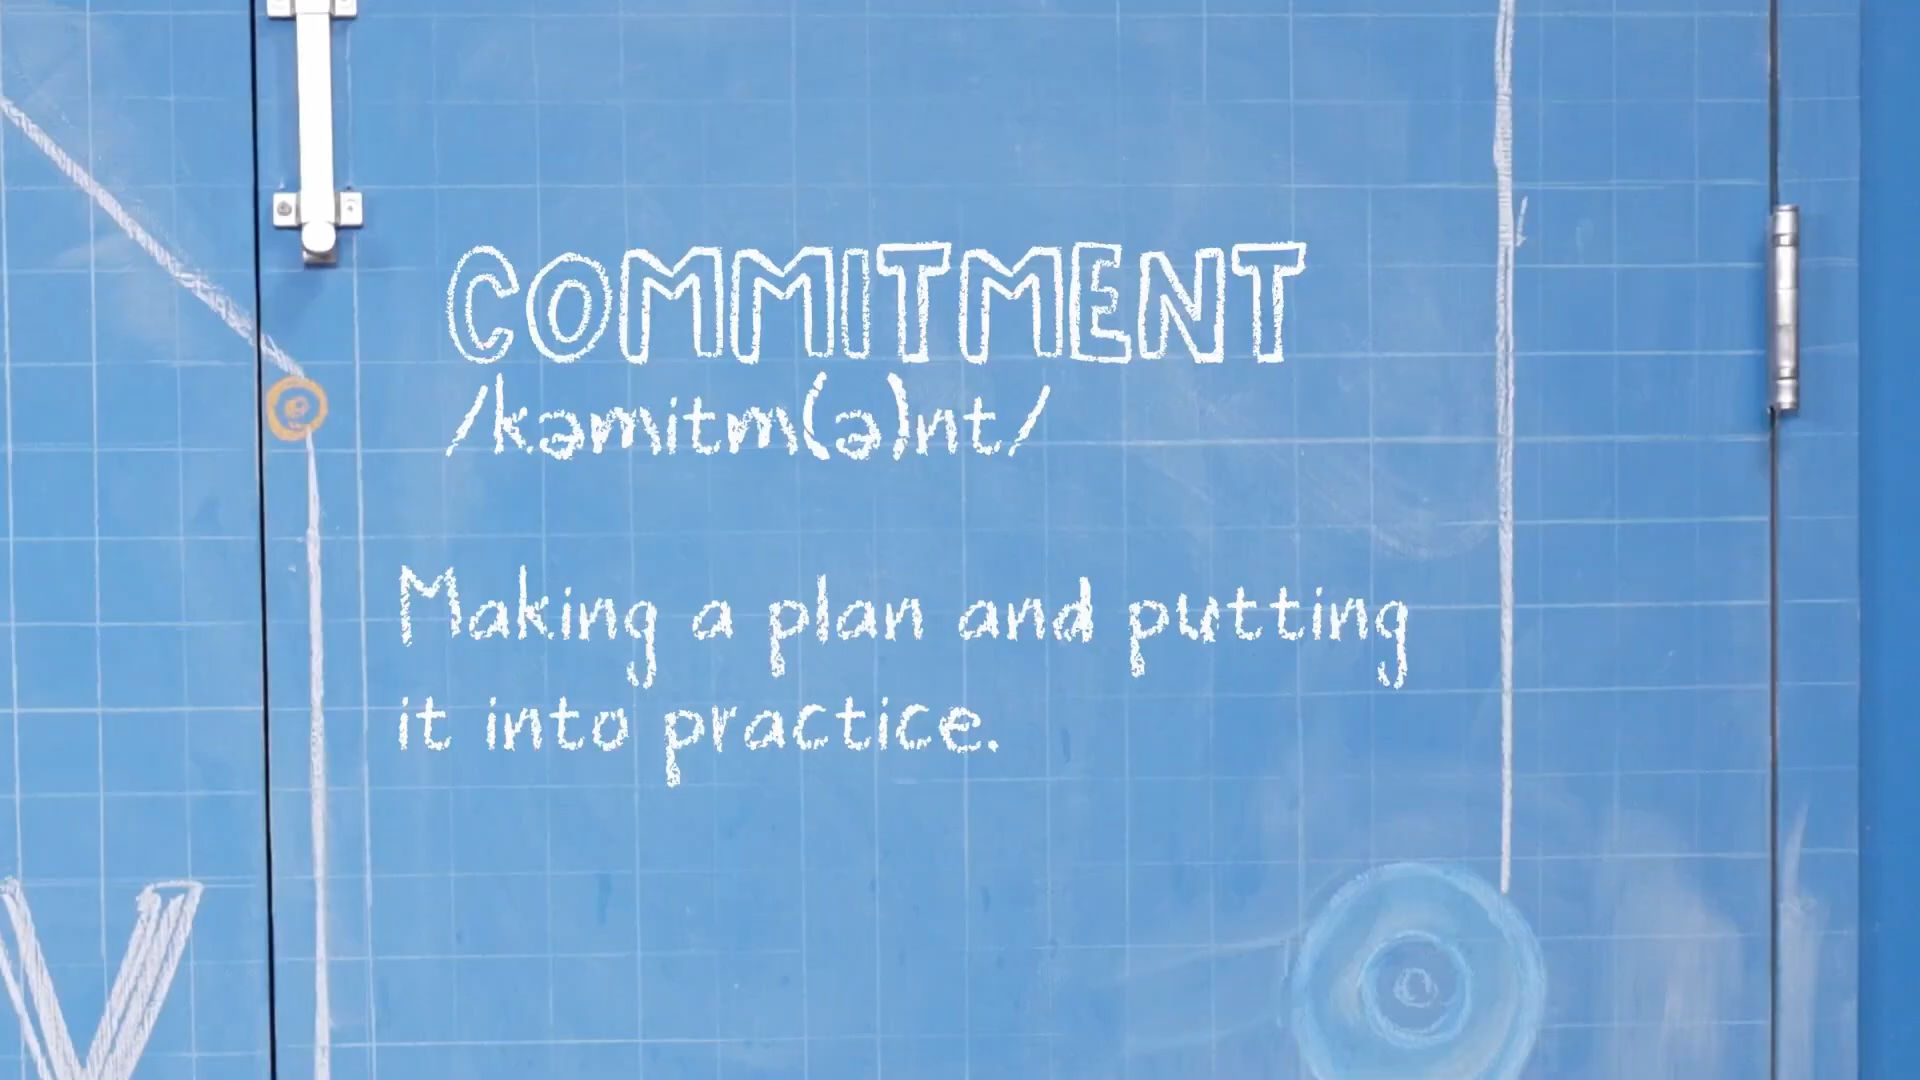 COMMITMENT
/kəmitm(ə)nt/
Making a plan and putting
it into practice.